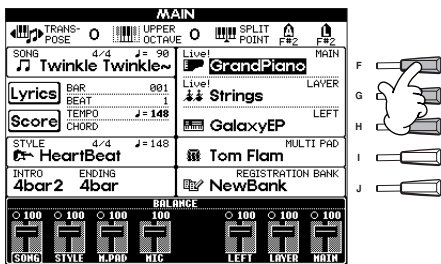 MAIN
TRANSPOSE 0 UPPER OCTAVE 0 SPLIT POINT A F#2 L F#2
SONG 4/4 ♩= 90
Twinkle Twinkle~
Live! MAIN
GrandPiano
F
Lyrics BAR 001
BEAT 1
Live! LAYER
Strings
G
Score TEMPO ♩=148
CHORD
LEFT
GalaxyEP
H
STYLE 4/4 ♩=148
HeartBeat
MULTI PAD
Tom Flam
I
INTRO ENDING
4bar2 4bar
REGISTRATION BANK
NewBank
J
BALANCE
100 100 100 100 100 100 100
SONG STYLE M.PAD MIC LEFT LAYER MAIN